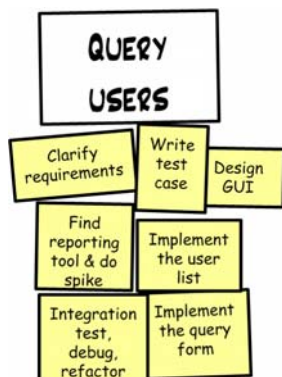 QUERY
USERS
Clarify
requirements
Write
test
case
Design
GUI
Find
reporting
tool & do
spike
Implement
the user
list
Integration
test,
debug,
refactor
Implement
the query
form